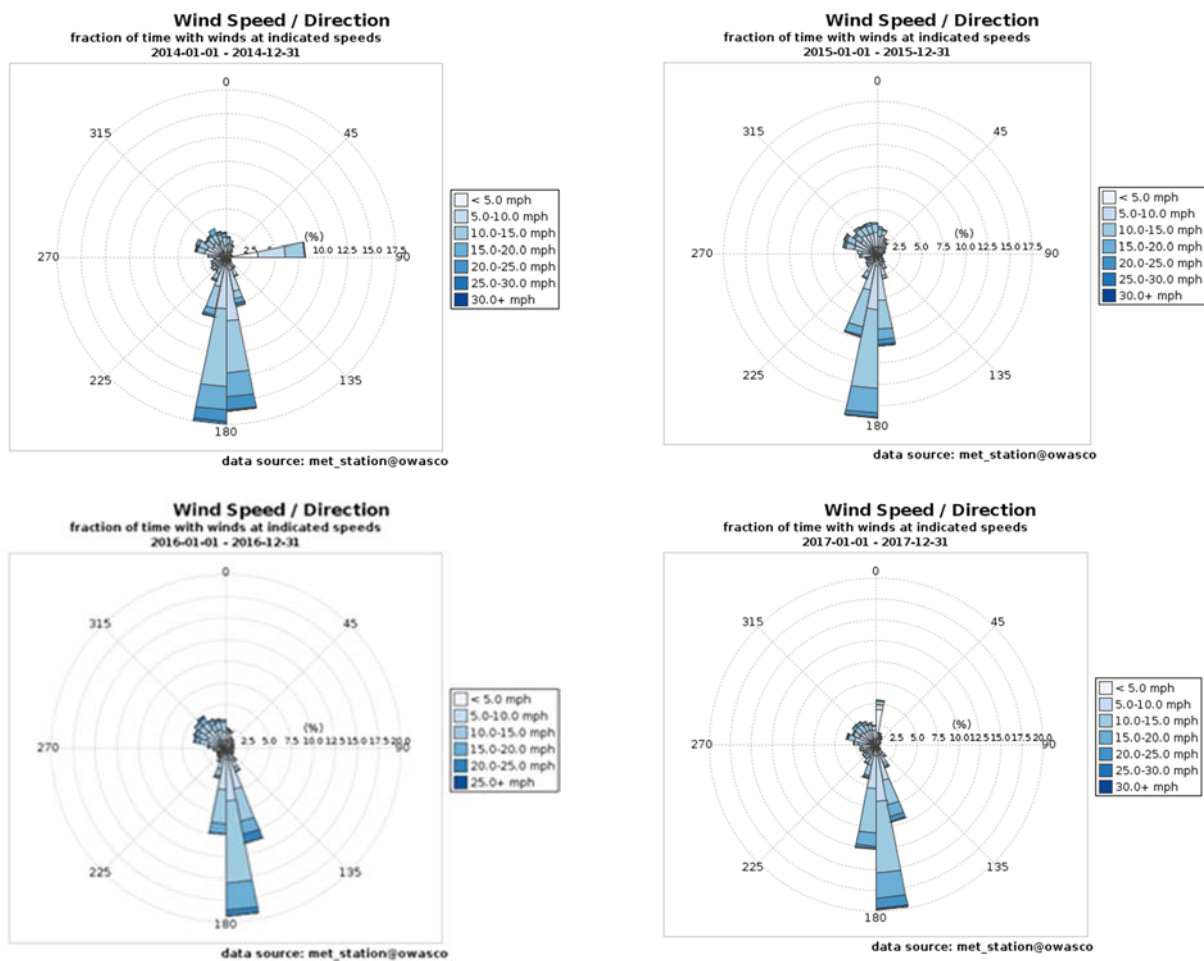 Wind Speed / Direction
fraction of time with winds at indicated speeds
2014-01-01 - 2014-12-31
0
315
45
(%)
2.5 5 10.0 12.5 15.0 17.5
270
90
225
135
180
< 5.0 mph
5.0-10.0 mph
10.0-15.0 mph
15.0-20.0 mph
20.0-25.0 mph
25.0-30.0 mph
30.0+ mph
data source: met_station@owasco
Wind Speed / Direction
fraction of time with winds at indicated speeds
2015-01-01 - 2015-12-31
0
315
45
(%)
2.5 5.0 7.5 10.0 12.5 15.0 17.5
270
90
225
135
180
< 5.0 mph
5.0-10.0 mph
10.0-15.0 mph
15.0-20.0 mph
20.0-25.0 mph
25.0-30.0 mph
30.0+ mph
data source: met_station@owasco
Wind Speed / Direction
fraction of time with winds at indicated speeds
2016-01-01 - 2016-12-31
0
315
45
(%)
2.5 5.0 7.5 10.0 12.5 15.0 17.5 20.0
270
90
225
135
180
< 5.0 mph
5.0-10.0 mph
10.0-15.0 mph
15.0-20.0 mph
20.0-25.0 mph
25.0+ mph
data source: met_station@owasco
Wind Speed / Direction
fraction of time with winds at indicated speeds
2017-01-01 - 2017-12-31
0
315
45
(%)
2.5 5.0 7.5 10.0 12.5 15.0 17.5 20.0
270
90
225
135
180
< 5.0 mph
5.0-10.0 mph
10.0-15.0 mph
15.0-20.0 mph
20.0-25.0 mph
25.0-30.0 mph
30.0+ mph
data source: met_station@owasco